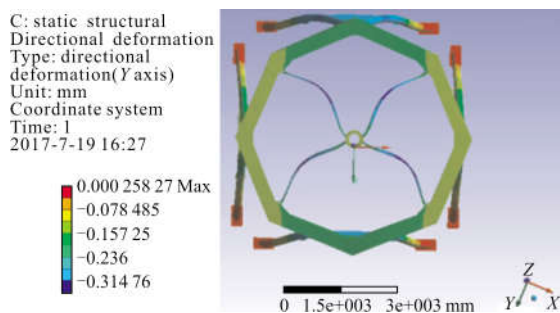 C: static structural
Directional deformation
Type: directional
deformation(Y axis)
Unit: mm
Coordinate system
Time: 1
2017-7-19 16:27
0.000 258 27 Max
−0.078 485
−0.157 25
−0.236
−0.314 76
0 1.5e+003 3e+003 mm
Z
Y X